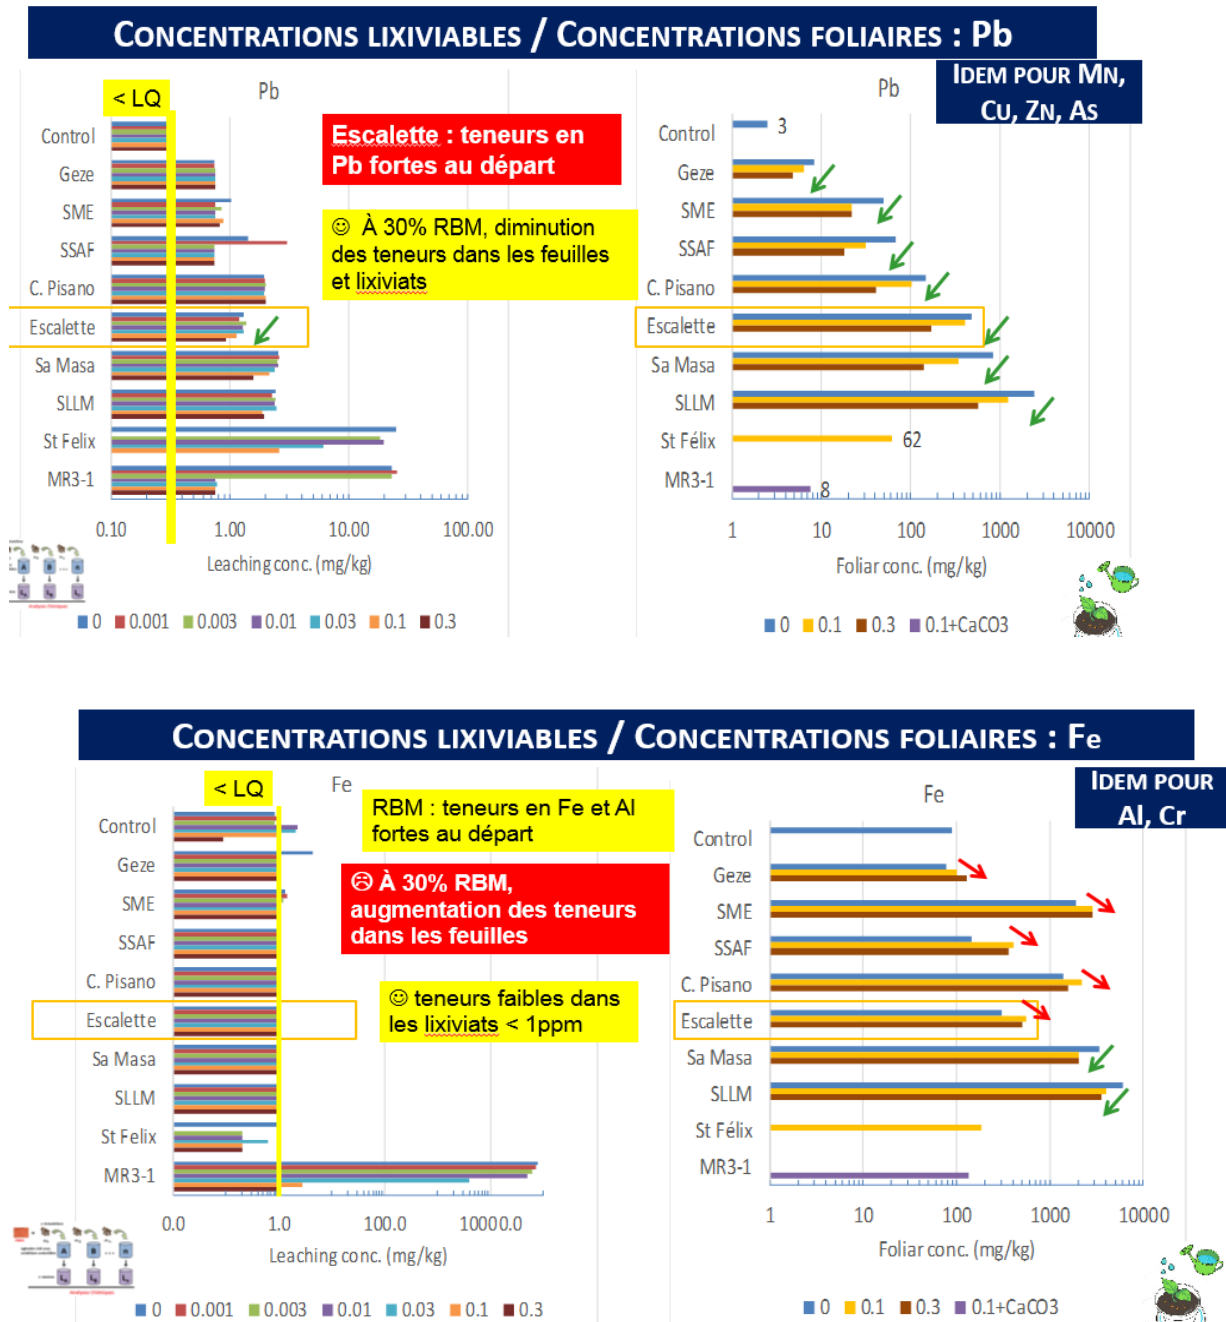 CONCENTRATIONS LIXIVIABLES / CONCENTRATIONS FOLIAIRES : Pb
< LQ
Pb
Escalette : teneurs en
Pb fortes au départ
☺ À 30% RBM, diminution
des teneurs dans les feuilles
et lixiviats
Control
Geze
SME
SSAF
C. Pisano
Escalette
Sa Masa
SLLM
St Felix
MR3-1
0.10
1.00
10.00
100.00
Leaching conc. (mg/kg)
0 0.001 0.003 0.01 0.03 0.1 0.3
Pb
IDEM POUR MN,
CU, ZN, AS
Control
Geze
SME
SSAF
C. Pisano
Escalette
Sa Masa
SLLM
St Félix
MR3-1
3
62
8
1
10
100
1000
10000
Foliar conc. (mg/kg)
0 0.1 0.3 0.1+CaCO3
CONCENTRATIONS LIXIVIABLES / CONCENTRATIONS FOLIAIRES : Fe
< LQ
Fe
RBM : teneurs en Fe et Al
fortes au départ
☹ À 30% RBM,
augmentation des teneurs
dans les feuilles
☺ teneurs faibles dans
les lixiviats < 1ppm
Control
Geze
SME
SSAF
C. Pisano
Escalette
Sa Masa
SLLM
St Felix
MR3-1
0.0
1.0
100.0
10000.0
Leaching conc. (mg/kg)
0 0.001 0.003 0.01 0.03 0.1 0.3
Fe
IDEM POUR
Al, Cr
Control
Geze
SME
SSAF
C. Pisano
Escalette
Sa Masa
SLLM
St Félix
MR3-1
1
10
100
1000
10000
Foliar conc. (mg/kg)
0 0.1 0.3 0.1+CaCO3